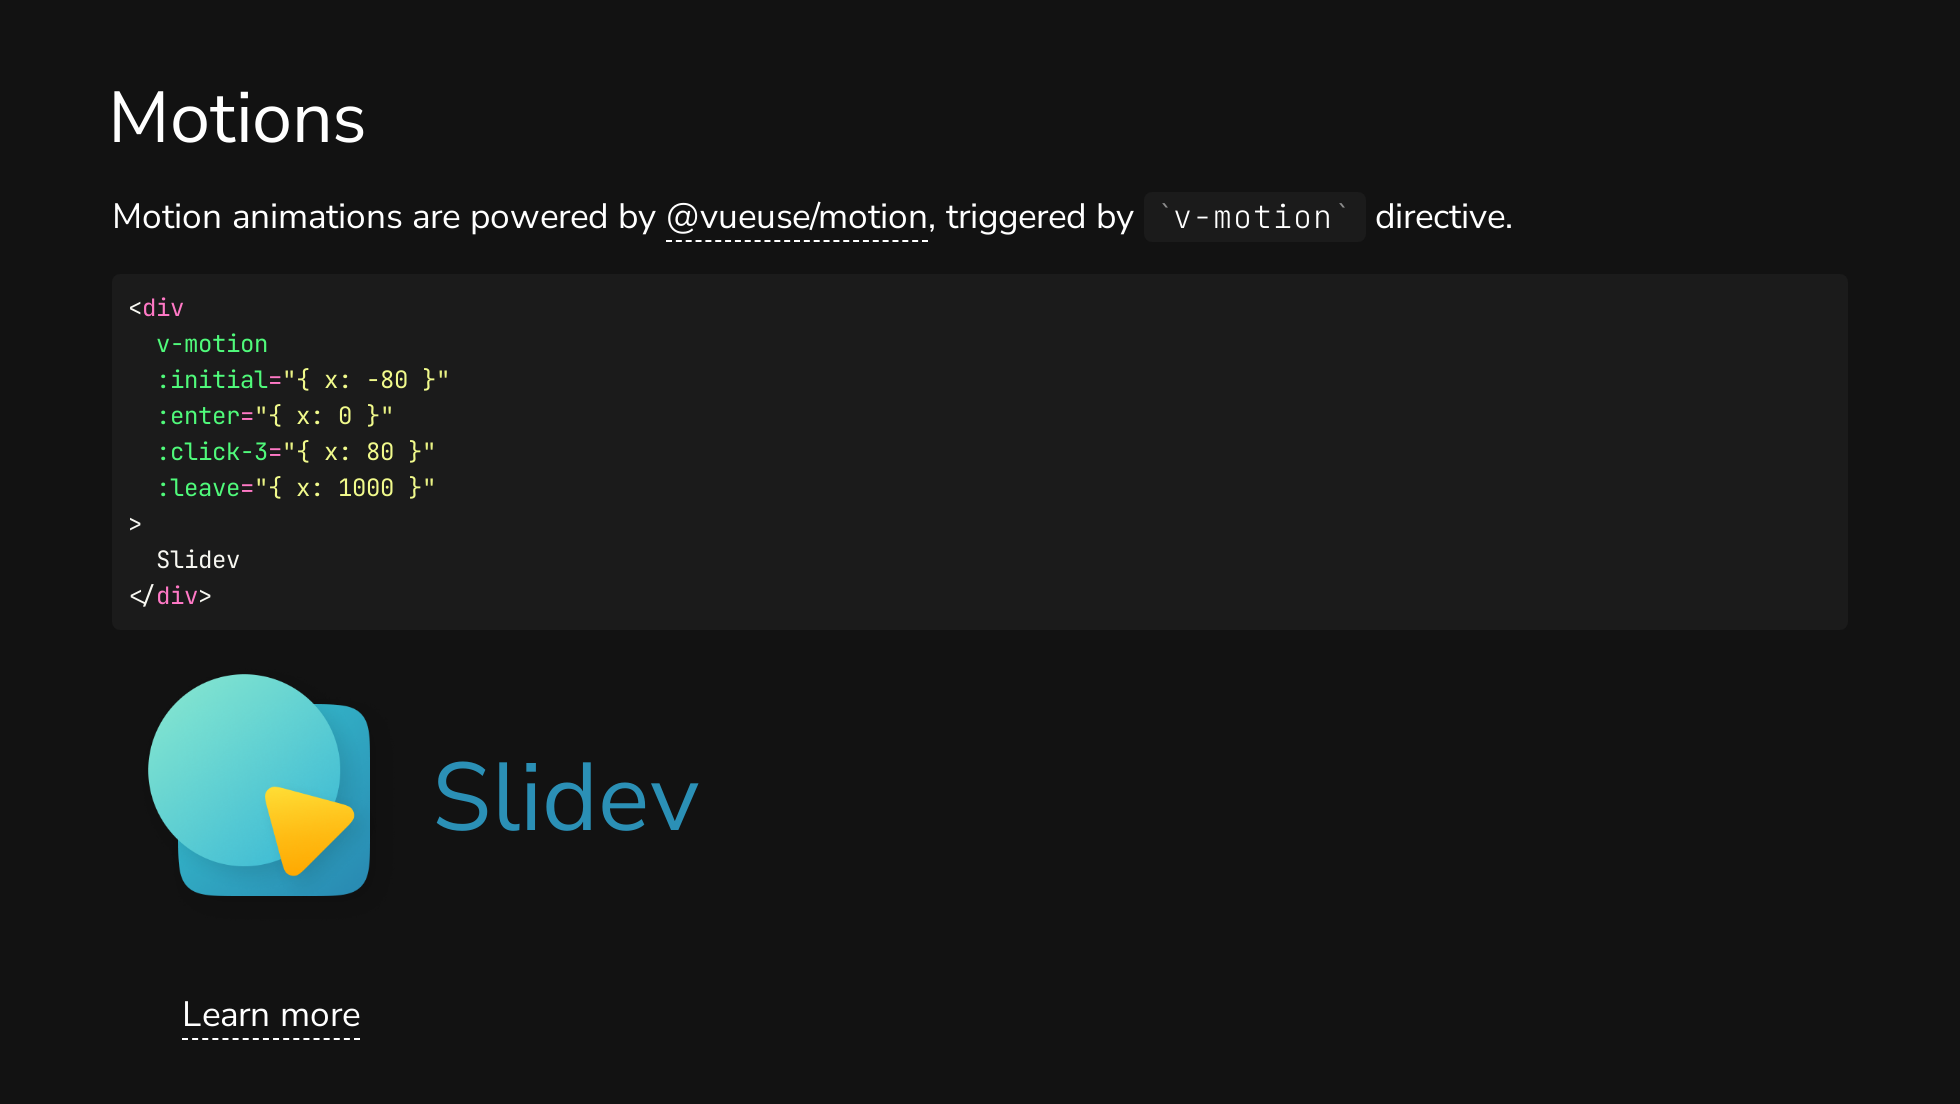 Motions
Motion animations are powered by @vueuse/motion, triggered by `v-motion` directive.
<div
  v-motion
  :initial="{ x: -80 }"
  :enter="{ x: 0 }"
  :click-3="{ x: 80 }"
  :leave="{ x: 1000 }"
>
  Slidev
</div>
Slidev
Learn more